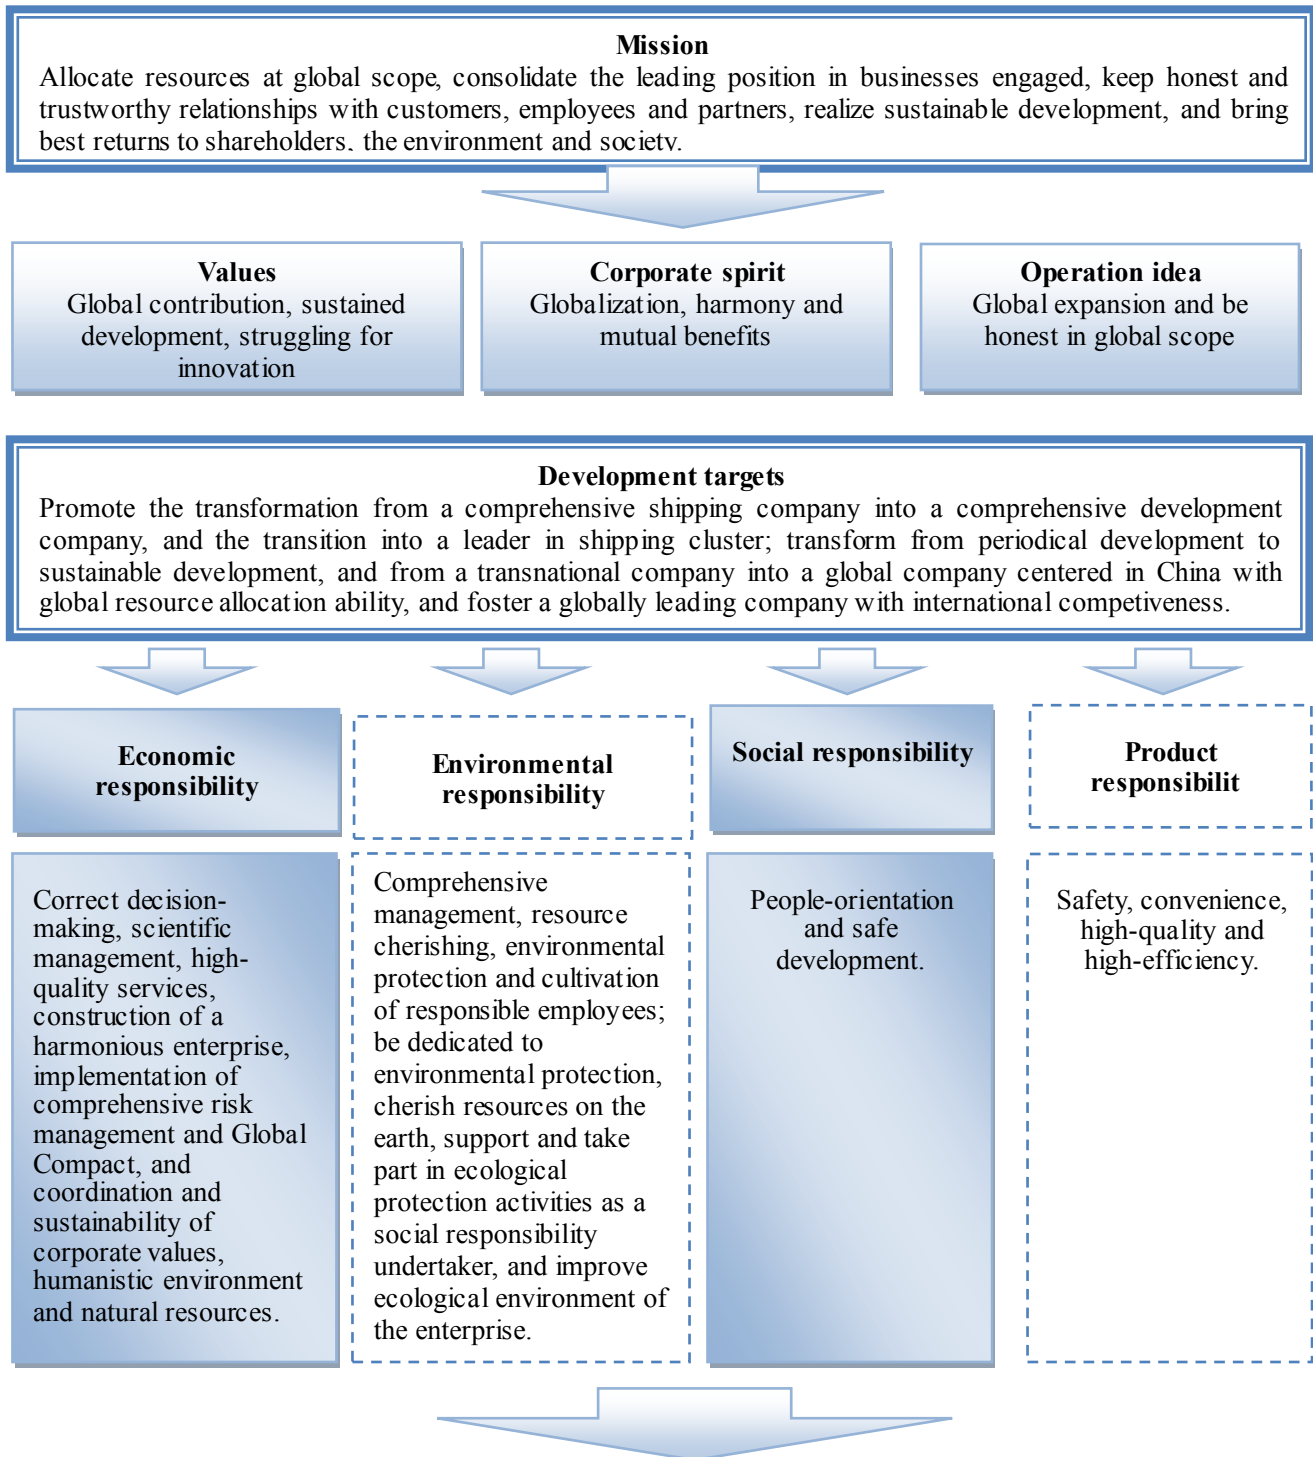 Mission
Allocate resources at global scope, consolidate the leading position in businesses engaged, keep honest and
trustworthy relationships with customers, employees and partners, realize sustainable development, and bring
best returns to shareholders, the environment and society.
Values
Global contribution, sustained
development, struggling for
innovation
Corporate spirit
Globalization, harmony and
mutual benefits
Operation idea
Global expansion and be
honest in global scope
Development targets
Promote the transformation from a comprehensive shipping company into a comprehensive development
company, and the transition into a leader in shipping cluster; transform from periodical development to
sustainable development, and from a transnational company into a global company centered in China with
global resource allocation ability, and foster a globally leading company with international competiveness.
Economic
responsibility
Environmental
responsibility
Social responsibility
Product
responsibilit
Correct decision-
making, scientific
management, high-
quality services,
construction of a
harmonious enterprise,
implementation of
comprehensive risk
management and Global
Compact, and
coordination and
sustainability of
corporate values,
humanistic environment
and natural resources.
Comprehensive
management, resource
cherishing, environmental
protection and cultivation
of responsible employees;
be dedicated to
environmental protection,
cherish resources on the
earth, support and take
part in ecological
protection activities as a
social responsibility
undertaker, and improve
ecological environment of
the enterprise.
People-orientation
and safe
development.
Safety, convenience,
high-quality and
high-efficiency.